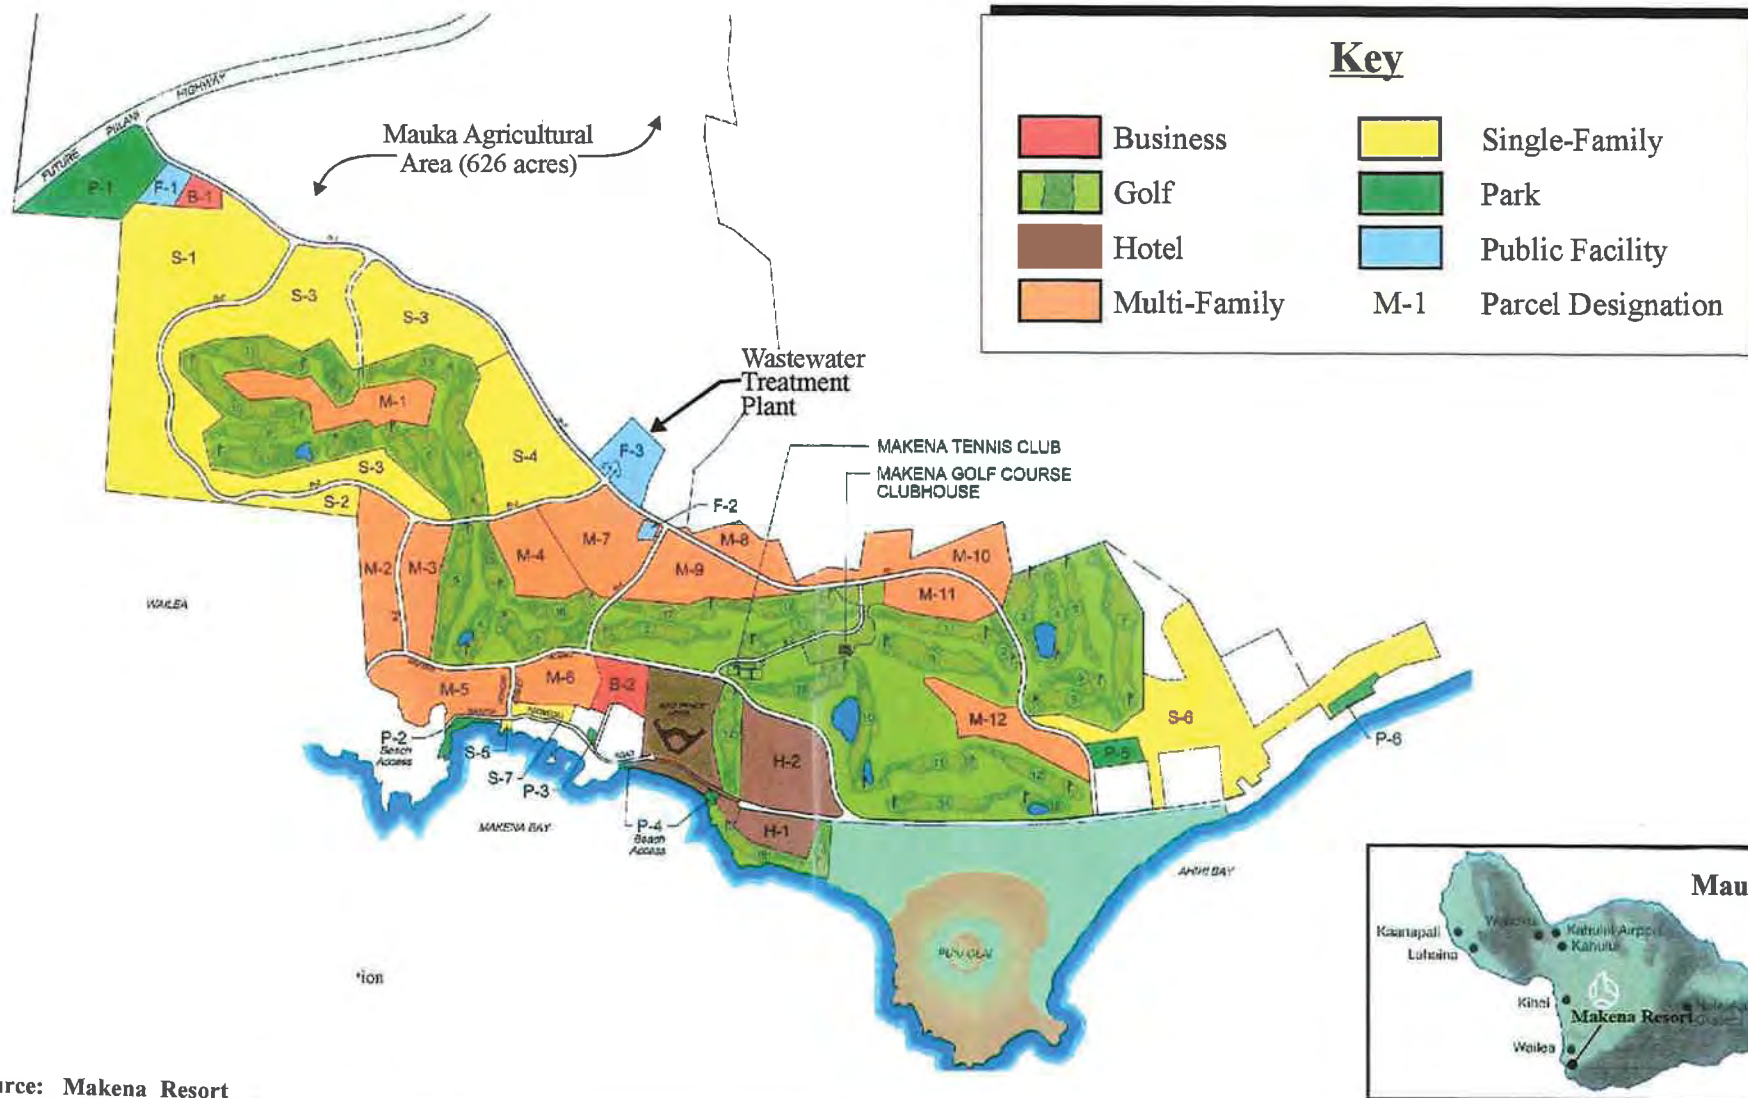 Key
Business
Golf
Hotel
Multi-Family
Single-Family
Park
Public Facility
M-1 Parcel Designation
FUTURE PIILANI HIGHWAY
Mauka Agricultural
Area (626 acres)
P-1
F-1
B-1
S-1
S-3
S-3
M-1
S-3
S-4
S-2
Wastewater
Treatment
Plant
F-3
F-2
MAKENA TENNIS CLUB
MAKENA GOLF COURSE
CLUBHOUSE
M-2
M-3
M-4
M-7
M-8
M-9
M-10
M-11
WAILEA
M-5
M-6
B-2
M-12
S-6
P-5
P-6
H-2
H-1
P-2
Beach
Access
S-5
S-7
P-3
P-4
Beach
Access
MAKENA BAY
AHIHI BAY
PUU OLAI
Mau
Kaanapali
Lahaina
Kahului Airport
Kahului
Kihei
Makena Resort
Wailea
ion
urce: Makena Resort